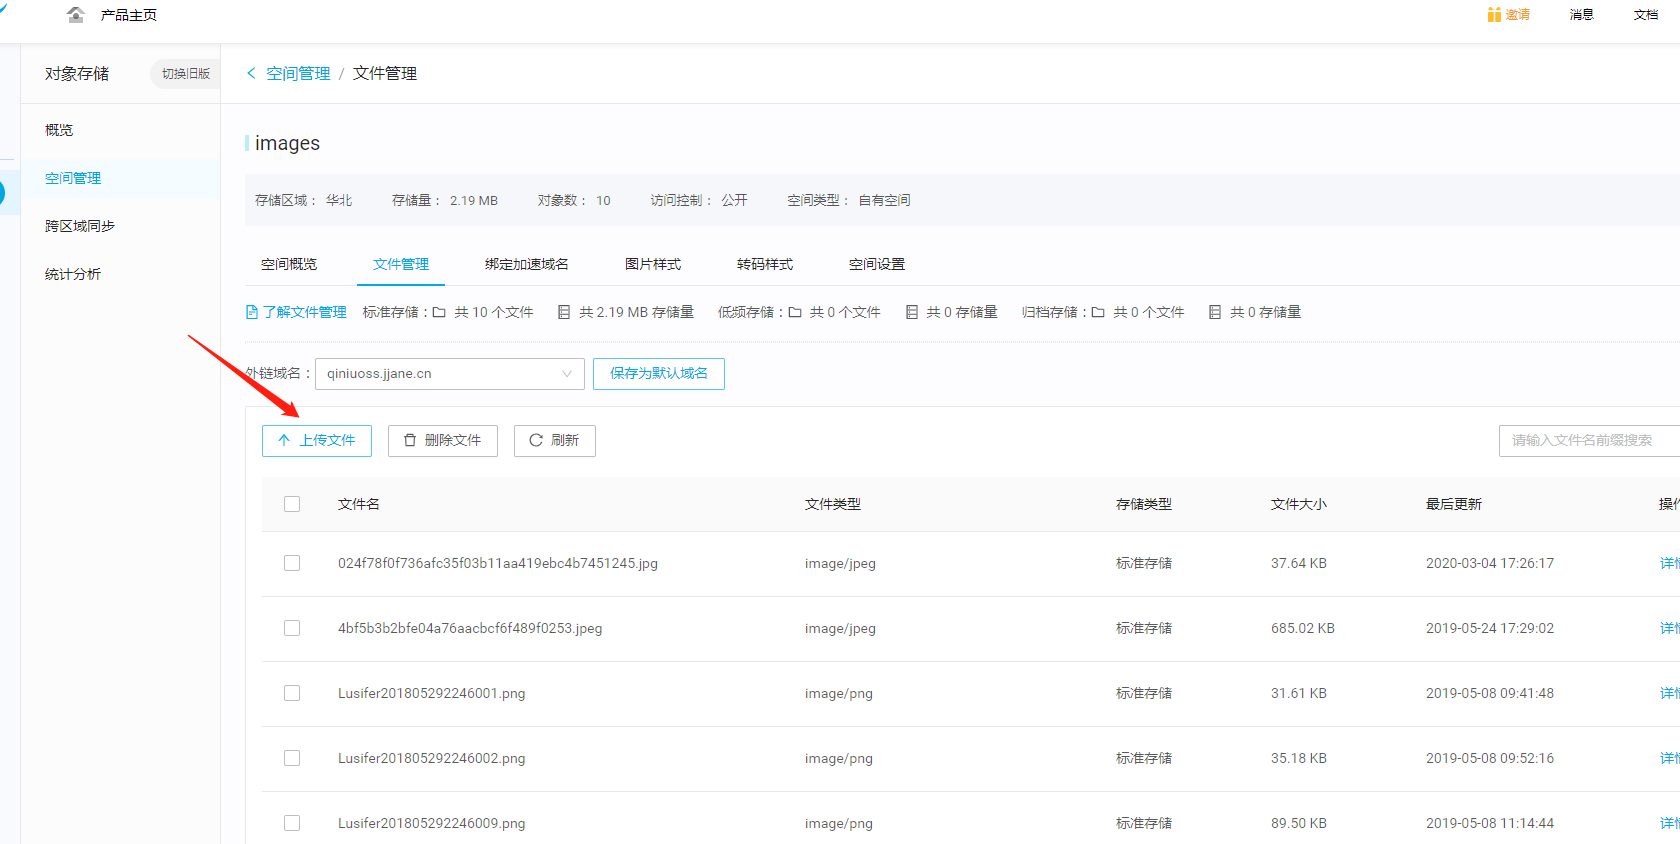 产品主页
邀请 消息 文档
对象存储 切换旧版
空间管理 / 文件管理
概览
空间管理
跨区域同步
统计分析
images
存储区域： 华北 存储量： 2.19 MB 对象数： 10 访问控制： 公开 空间类型： 自有空间
空间概览 文件管理 绑定加速域名 图片样式 转码样式 空间设置
了解文件管理 标准存储： 共 10 个文件 共 2.19 MB 存储量 低频存储： 共 0 个文件 共 0 存储量 归档存储： 共 0 个文件 共 0 存储量
外链域名： qiniuoss.jjane.cn 保存为默认域名
上传文件 删除文件 刷新 请输入文件名前缀搜索
文件名 文件类型 存储类型 文件大小 最后更新 操作
024f78f0f736afc35f03b11aa419ebc4b7451245.jpg image/jpeg 标准存储 37.64 KB 2020-03-04 17:26:17 详情
4bf5b3b2bfe04a76aacbcf6f489f0253.jpeg image/jpeg 标准存储 685.02 KB 2019-05-24 17:29:02 详情
Lusifer201805292246001.png image/png 标准存储 31.61 KB 2019-05-08 09:41:48 详情
Lusifer201805292246002.png image/png 标准存储 35.18 KB 2019-05-08 09:52:16 详情
Lusifer201805292246009.png image/png 标准存储 89.50 KB 2019-05-08 11:14:44 详情